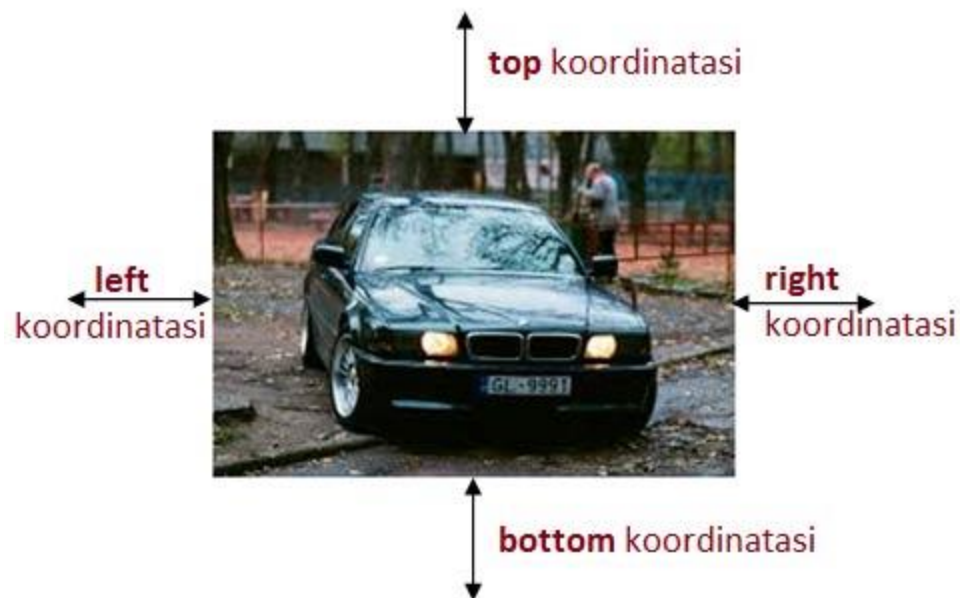 top koordinatasi
left
koordinatasi
right
koordinatasi
GL-9991
bottom koordinatasi